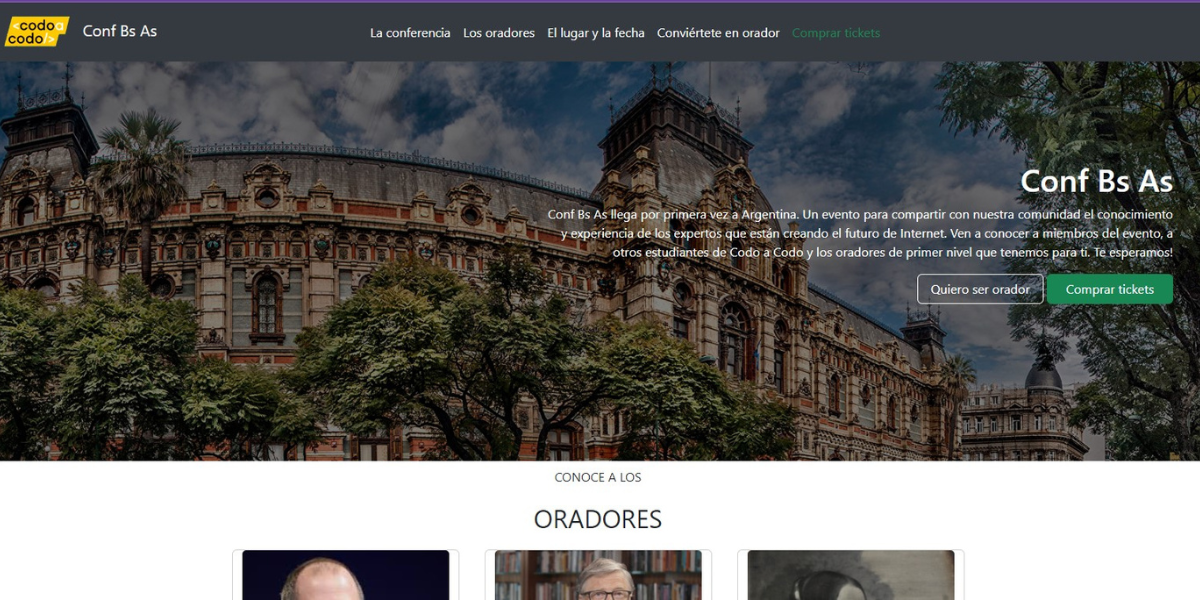 <codoa
codo/>
Conf Bs As
La conferencia
Los oradores
El lugar y la fecha
Conviértete en orador
Comprar tickets
Conf Bs As
Conf Bs As llega por primera vez a Argentina. Un evento para compartir con nuestra comunidad el conocimiento
y experiencia de los expertos que están creando el futuro de Internet. Ven a conocer a miembros del evento, a
otros estudiantes de Codo a Codo y los oradores de primer nivel que tenemos para ti. Te esperamos!
Quiero ser orador
Comprar tickets
CONOCE A LOS
ORADORES